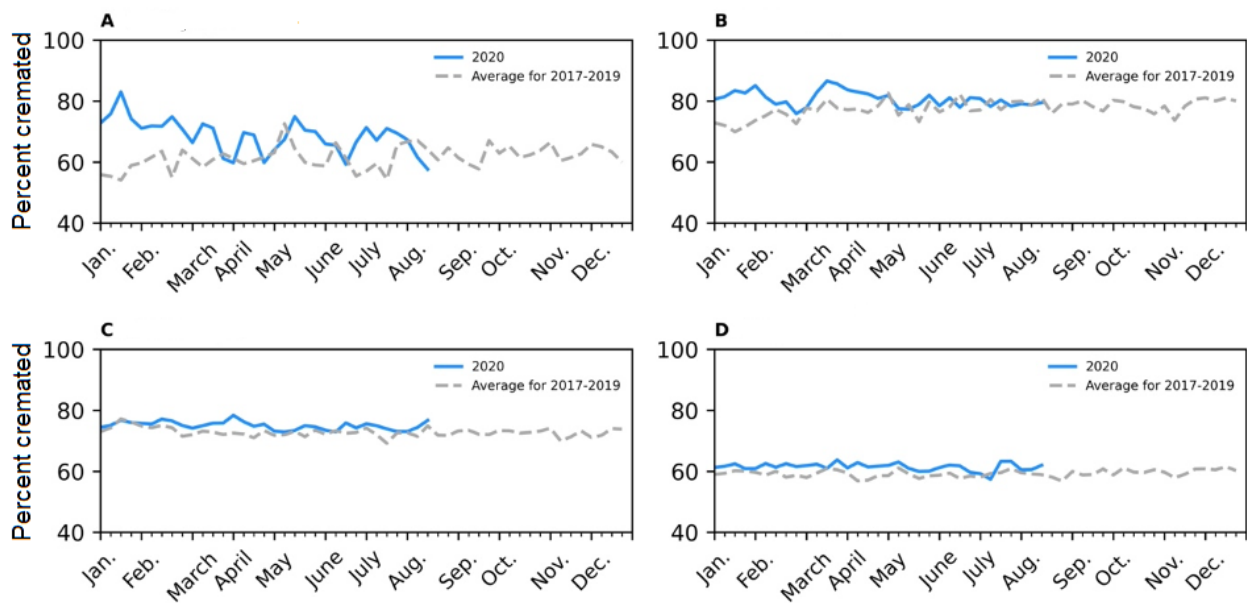 A
Percent cremated
100
80
60
40
2020
Average for 2017-2019
Jan. Feb. March April May June July Aug. Sep. Oct. Nov. Dec.
B
100
80
60
40
2020
Average for 2017-2019
Jan. Feb. March April May June July Aug. Sep. Oct. Nov. Dec.
C
Percent cremated
100
80
60
40
2020
Average for 2017-2019
Jan. Feb. March April May June July Aug. Sep. Oct. Nov. Dec.
D
100
80
60
40
2020
Average for 2017-2019
Jan. Feb. March April May June July Aug. Sep. Oct. Nov. Dec.